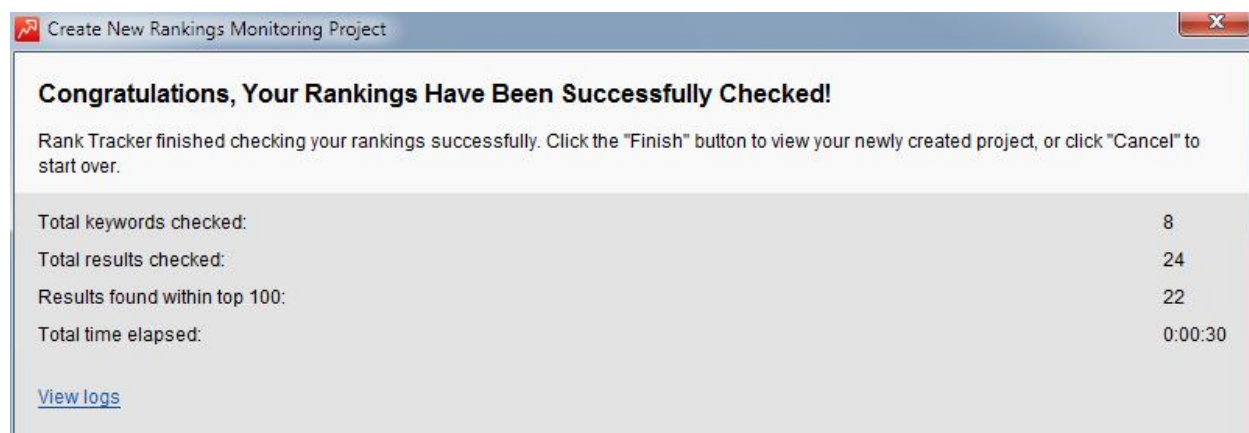 Create New Rankings Monitoring Project
Congratulations, Your Rankings Have Been Successfully Checked!
Rank Tracker finished checking your rankings successfully. Click the "Finish" button to view your newly created project, or click "Cancel" to
start over.
Total keywords checked: 8
Total results checked: 24
Results found within top 100: 22
Total time elapsed: 0:00:30
View logs